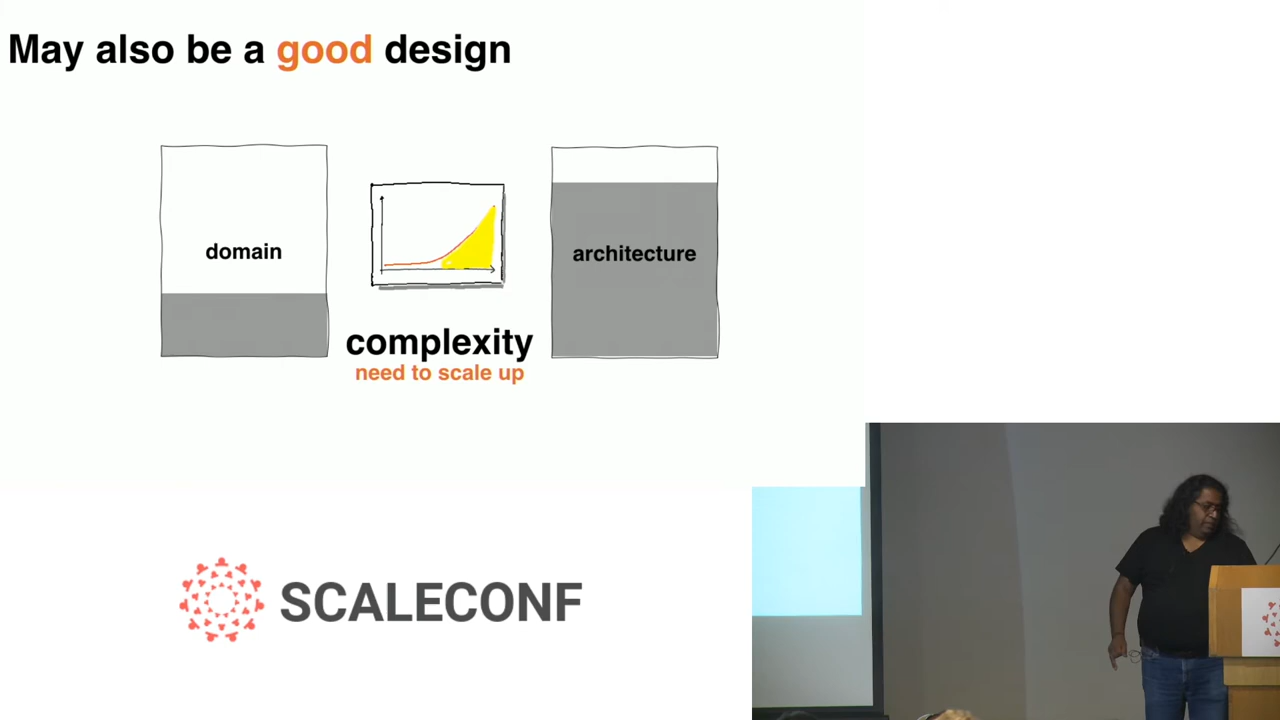 May also be a good design
domain
architecture
complexity
need to scale up
SCALECONF